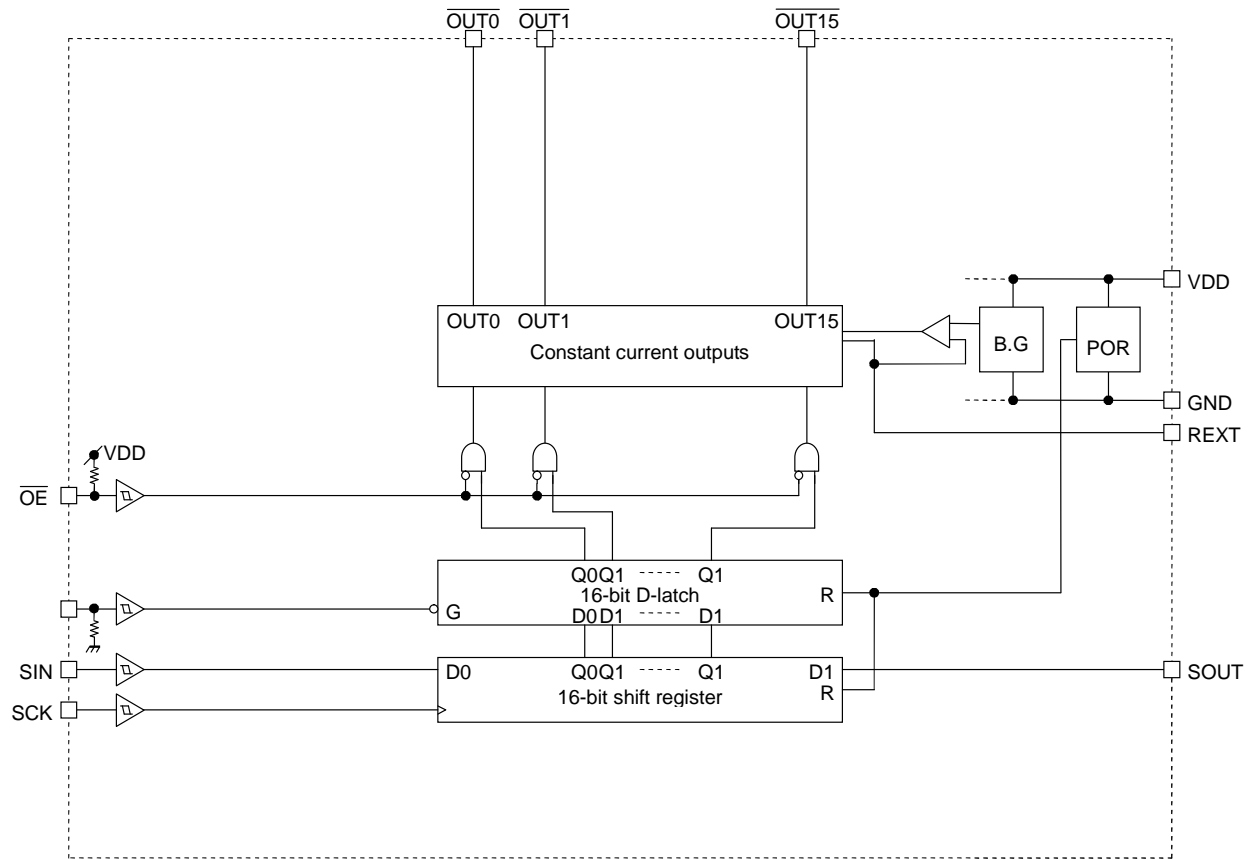 OUT0 OUT1 OUT15
VDD
OUT0 OUT1 OUT15
Constant current outputs
B.G
POR
GND
REXT
VDD
OE
Q0 Q1 Q1
16-bit D-latch
G
R
D0 D1 D1
SIN
D0
Q0 Q1 Q1
D1
SOUT
R
16-bit shift register
SCK